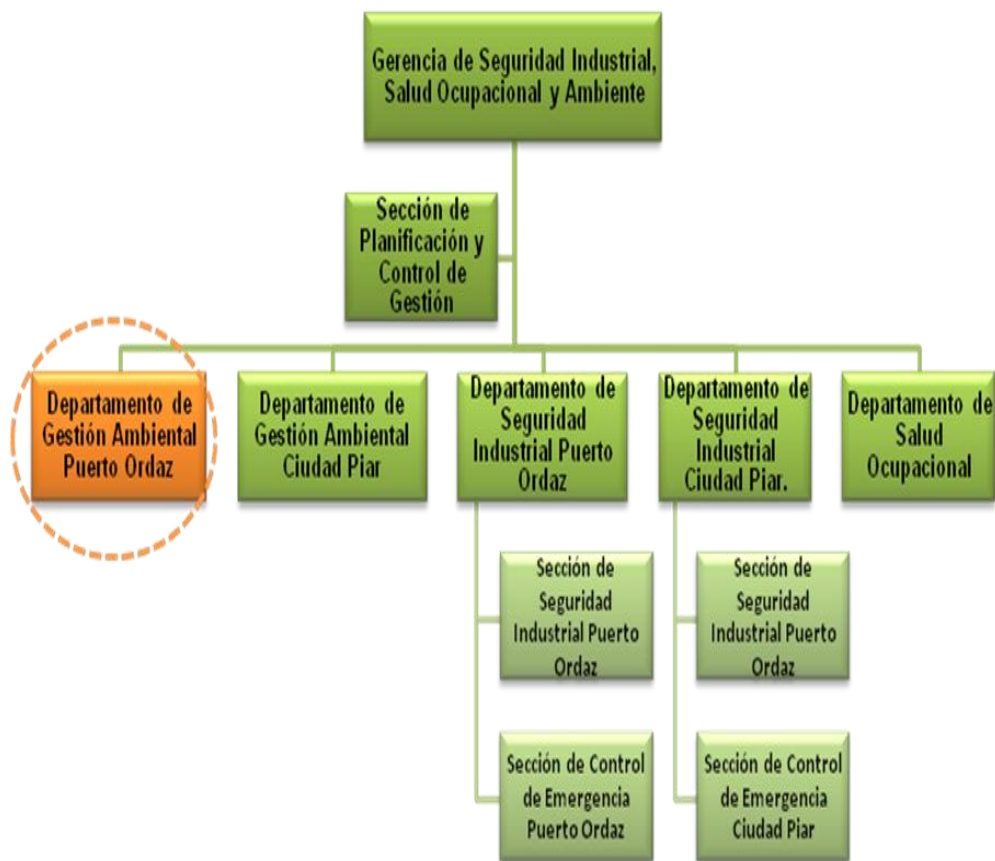 Gerencia de Seguridad Industrial,
Salud Ocupacional y Ambiente
Sección de
Planificación y
Control de
Gestión
Departamento de
Gestión Ambiental
Puerto Ordaz
Departamento de
Gestión Ambiental
Ciudad Piar
Departamento de
Seguridad
Industrial Puerto
Ordaz
Departamento de
Seguridad
Industrial
Ciudad Piar.
Departamento de
Salud
Ocupacional
Sección de
Seguridad
Industrial Puerto
Ordaz
Sección de
Seguridad
Industrial Puerto
Ordaz
Sección de Control
de Emergencia
Puerto Ordaz
Sección de Control
de Emergencia
Ciudad Piar